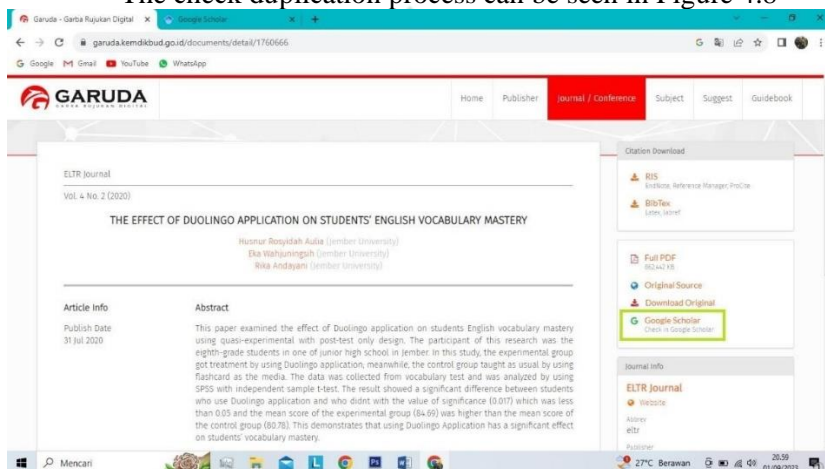 The check duplication process can be seen in Figure 4.8
Garuda - Garba Rujukan Digital
Google Scholar
garuda.kemdikbud.go.id/documents/detail/1760666
Google Gmail YouTube WhatsApp
GARUDA
GARBA RUJUKAN DIGITAL
Home Publisher Journal / Conference Subject Suggest Guidebook
ELTR Journal
Vol. 4 No. 2 (2020)
THE EFFECT OF DUOLINGO APPLICATION ON STUDENTS' ENGLISH VOCABULARY MASTERY
Husnur Rosyidah Aulia (Jember University)
Eka Wahjuningsih (Jember University)
Rika Andayani (Jember University)
Article Info
Publish Date
31 Jul 2020
Abstract
This paper examined the effect of Duolingo application on students English vocabulary mastery
using quasi-experimental with post-test only design. The participant of this research was the
eighth-grade students in one of junior high school in Jember. In this study, the experimental group
got treatment by using Duolingo application; meanwhile, the control group taught as usual by using
flashcard as the media. The data was collected from vocabulary test and was analyzed by using
SPSS with independent sample t-test. The result showed a significant difference between students
who use Duolingo application and who didnt with the value of significance (0.017) which was less
than 0.05 and the mean score of the experimental group (84.69) was higher than the mean score of
the control group (80.78). This demonstrates that using Duolingo Application has a significant effect
on students' vocabulary mastery.
Citation Download
RIS
EndNote, Reference Manager, ProCite
BibTex
Latex, Jabref
Full PDF
862.447 KB
Original Source
Download Original
Google Scholar
Check in Google Scholar
Journal Info
ELTR Journal
Website
Abbrev
eltr
Publisher
Mencari
27°C Berawan
20.59
01/09/2023